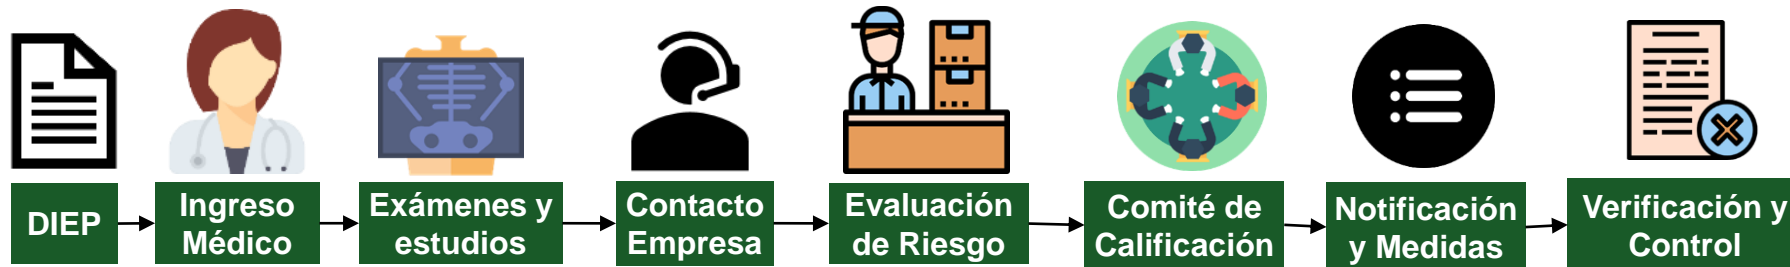 DIEP
Ingreso
Médico
Exámenes y
estudios
Contacto
Empresa
Evaluación
de Riesgo
Comité de
Calificación
Notificación
y Medidas
Verificación y
Control